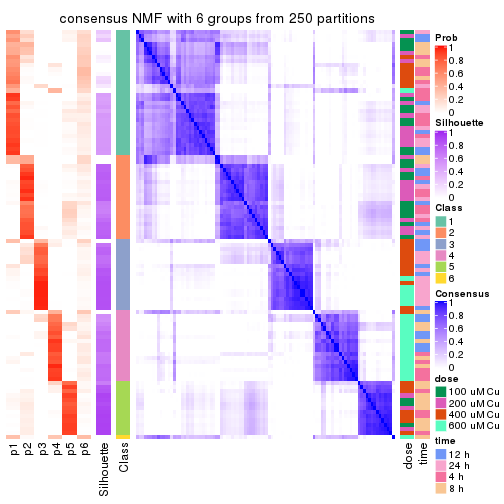 consensus NMF with 6 groups from 250 partitions
Prob
1
0.8
0.6
0.4
0.2
0
Silhouette
1
0.8
0.6
0.4
0.2
0
Class
1
2
3
4
5
6
Consensus
1
0.8
0.6
0.4
0.2
0
dose
100 uM Cu
200 uM Cu
400 uM Cu
600 uM Cu
time
12 h
24 h
4 h
8 h
p1
p2
p3
p4
p5
p6
Silhouette
Class
dose
time